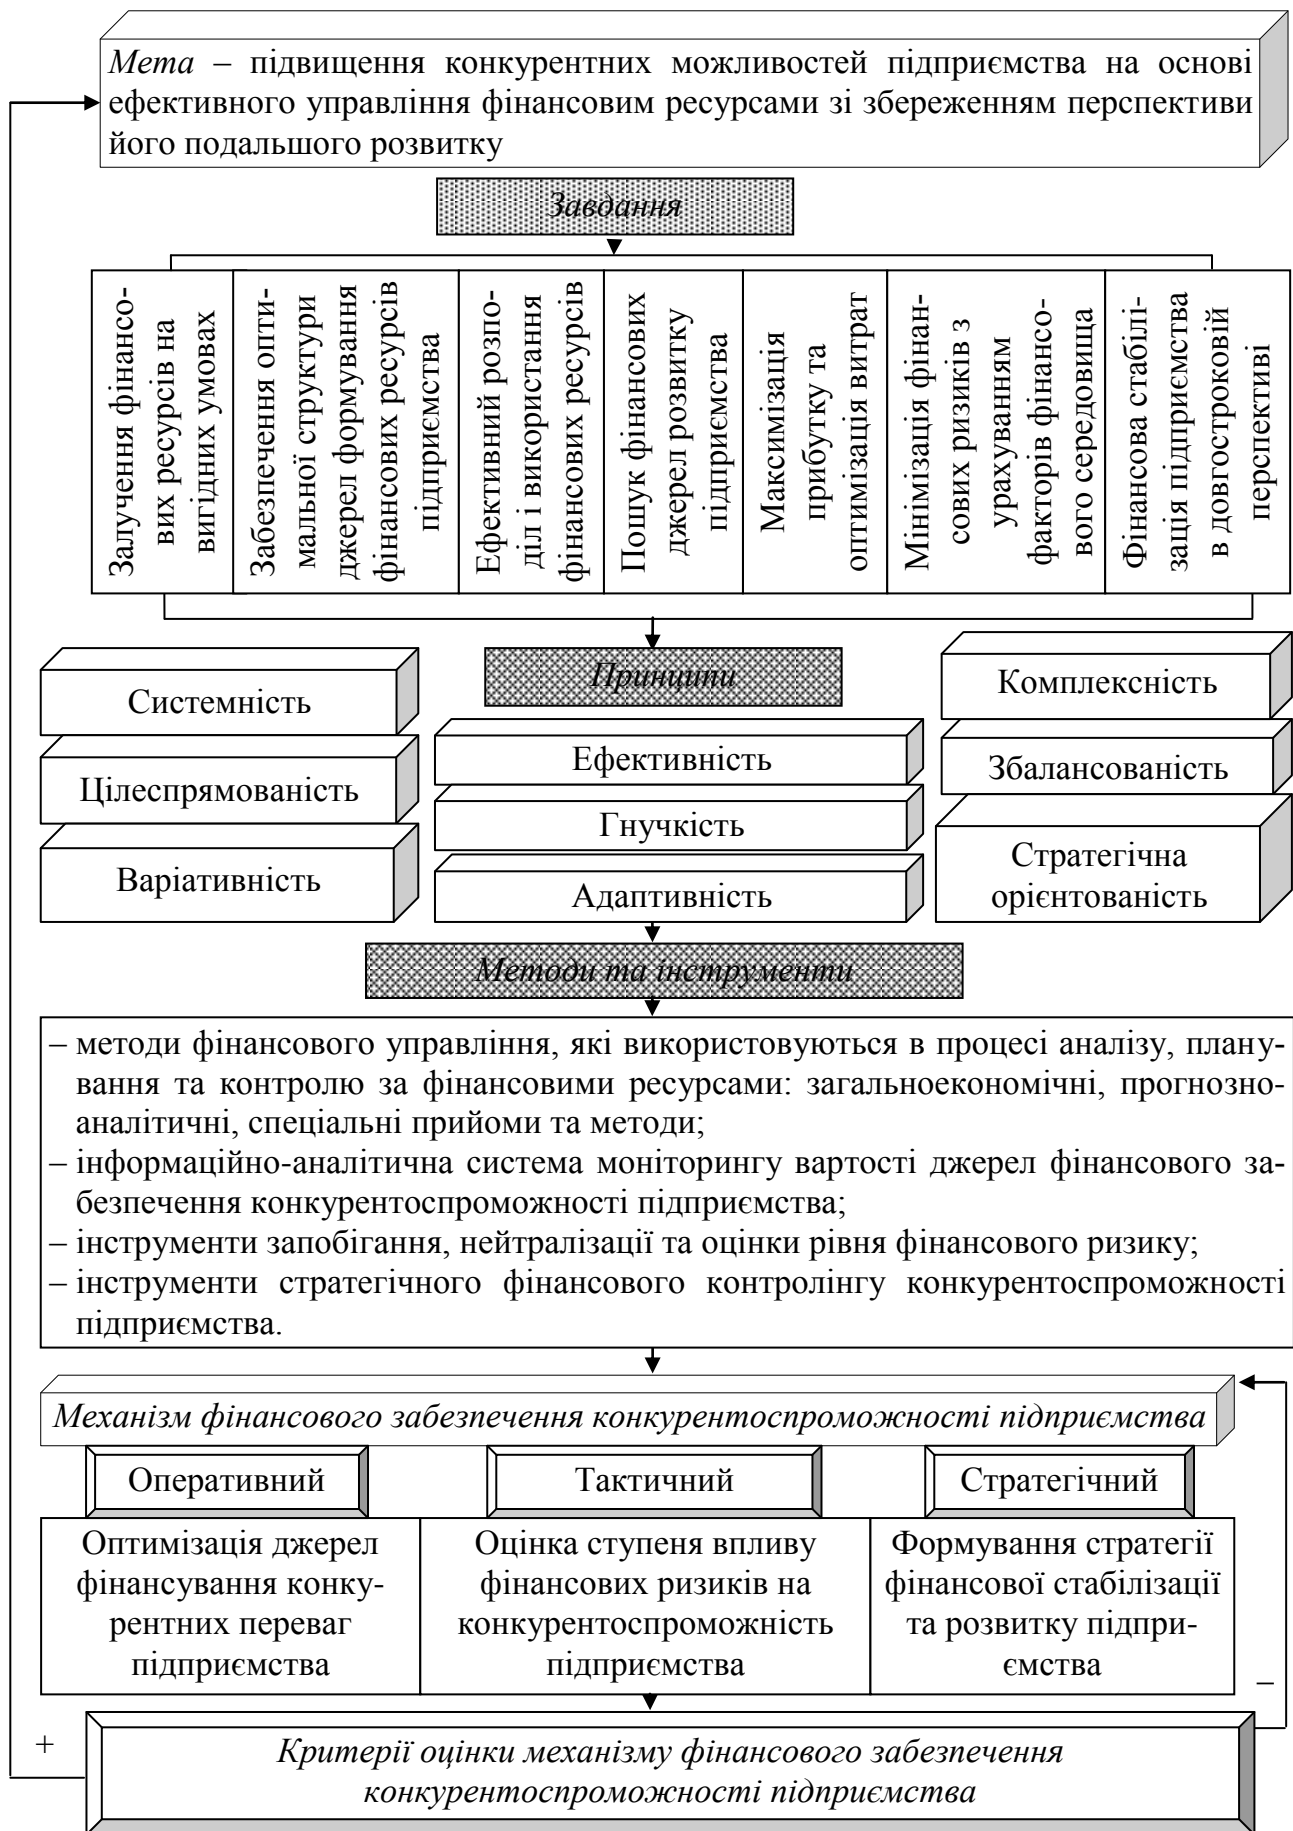 Мета – підвищення конкурентних можливостей підприємства на основі
ефективного управління фінансовим ресурсами зі збереженням перспективи
його подальшого розвитку
Завдання
Залучення фінансо-
вих ресурсів на
вигідних умовах
Забезпечення опти-
мальної структури
джерел формування
фінансових ресурсів
підприємства
Ефективний розпо-
діл і використання
фінансових ресурсів
Пошук фінансових
джерел розвитку
підприємства
Максимізація
прибутку та
оптимізація витрат
Мінімізація фінан-
сових ризиків з
урахуванням
факторів фінансо-
вого середовища
Фінансова стабілі-
зація підприємства
в довгостроковій
перспективі
Принципи
Системність
Цілеспрямованість
Варіативність
Ефективність
Гнучкість
Адаптивність
Комплексність
Збалансованість
Стратегічна
орієнтованість
Методи та інструменти
– методи фінансового управління, які використовуються в процесі аналізу, плану-
вання та контролю за фінансовими ресурсами: загальноекономічні, прогнозно-
аналітичні, спеціальні прийоми та методи;
– інформаційно-аналітична система моніторингу вартості джерел фінансового за-
безпечення конкурентоспроможності підприємства;
– інструменти запобігання, нейтралізації та оцінки рівня фінансового ризику;
– інструменти стратегічного фінансового контролінгу конкурентоспроможності
підприємства.
Механізм фінансового забезпечення конкурентоспроможності підприємства
Оперативний
Оптимізація джерел
фінансування конку-
рентних переваг
підприємства
Тактичний
Оцінка ступеня впливу
фінансових ризиків на
конкурентоспроможність
підприємства
Стратегічний
Формування стратегії
фінансової стабілізації
та розвитку підпри-
ємства
–
+
Критерії оцінки механізму фінансового забезпечення
конкурентоспроможності підприємства